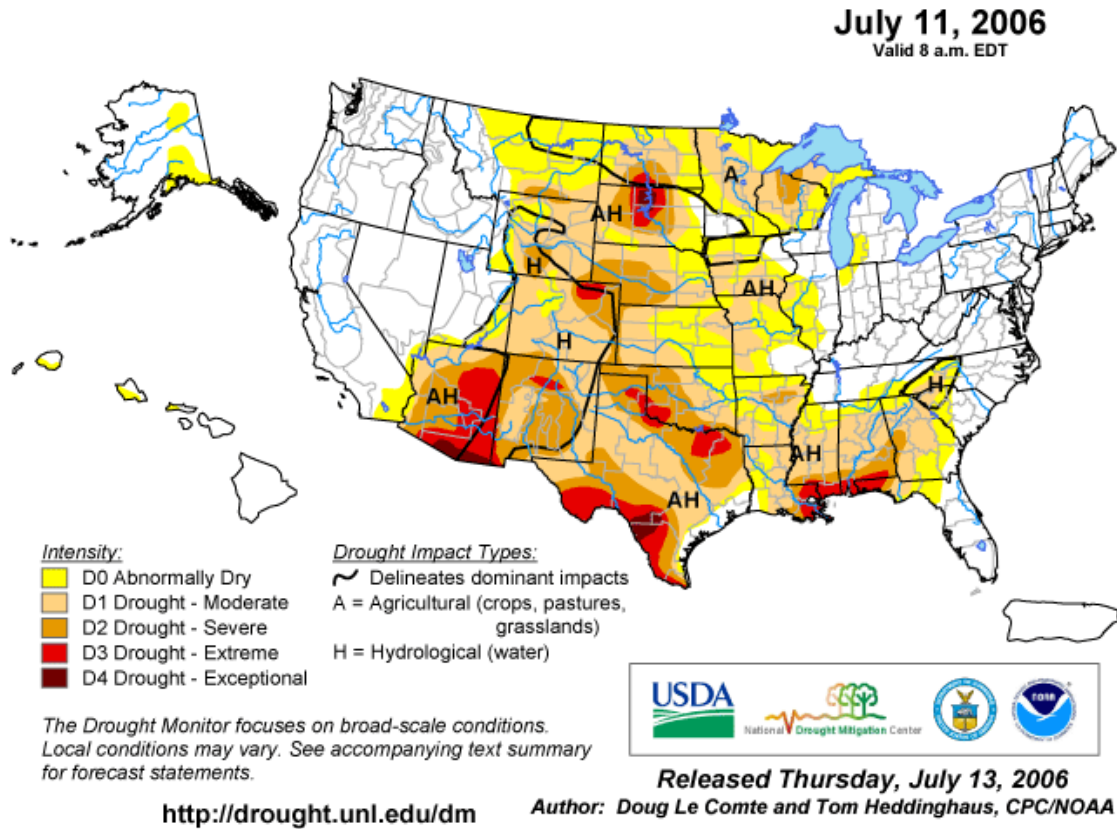 July 11, 2006
Valid 8 a.m. EDT
A
AH
H
AH
H
AH
H
AH
AH
Intensity:
D0 Abnormally Dry
D1 Drought - Moderate
D2 Drought - Severe
D3 Drought - Extreme
D4 Drought - Exceptional
Drought Impact Types:
Delineates dominant impacts
A = Agricultural (crops, pastures,
grasslands)
H = Hydrological (water)
The Drought Monitor focuses on broad-scale conditions.
Local conditions may vary. See accompanying text summary
for forecast statements.
http://drought.unl.edu/dm
USDA
National Drought Mitigation Center
NOAA
Released Thursday, July 13, 2006
Author: Doug Le Comte and Tom Heddinghaus, CPC/NOAA